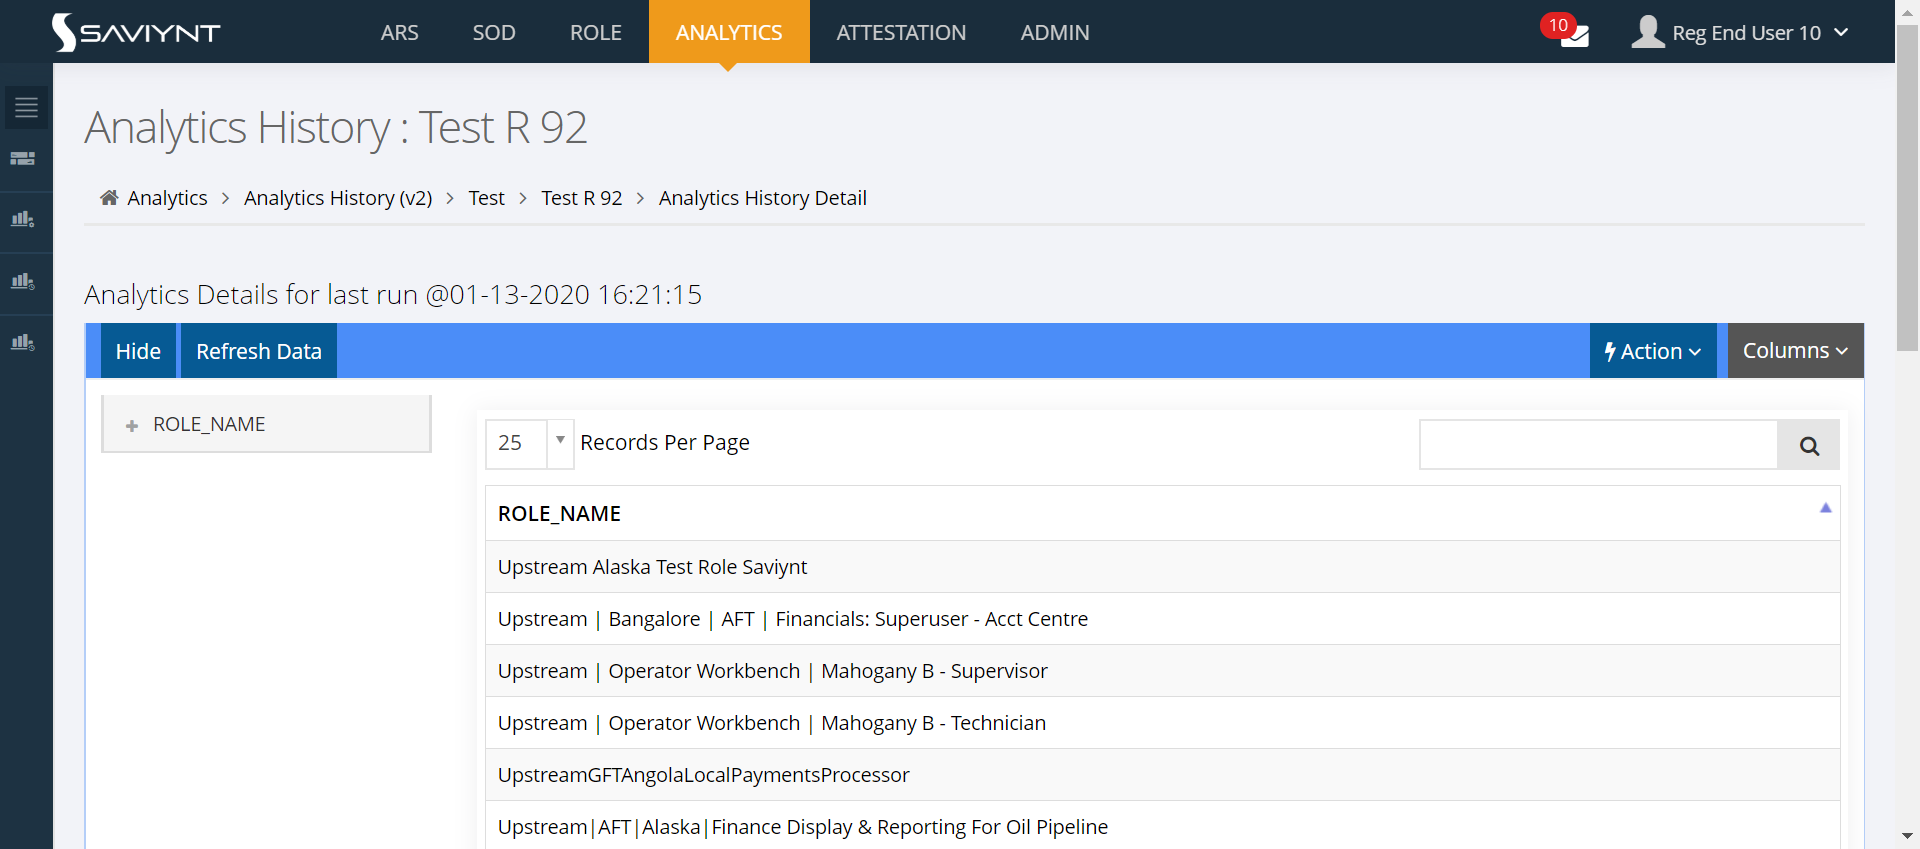 SAVIYNT
ARS SOD ROLE ANALYTICS ATTESTATION ADMIN 10 Reg End User 10
Analytics History : Test R 92
Analytics > Analytics History (v2) > Test > Test R 92 > Analytics History Detail
Analytics Details for last run @01-13-2020 16:21:15
Hide Refresh Data Action Columns
+ ROLE_NAME
25 Records Per Page
ROLE_NAME
Upstream Alaska Test Role Saviynt
Upstream | Bangalore | AFT | Financials: Superuser - Acct Centre
Upstream | Operator Workbench | Mahogany B - Supervisor
Upstream | Operator Workbench | Mahogany B - Technician
UpstreamGFTAngolaLocalPaymentsProcessor
Upstream|AFT|Alaska|Finance Display & Reporting For Oil Pipeline